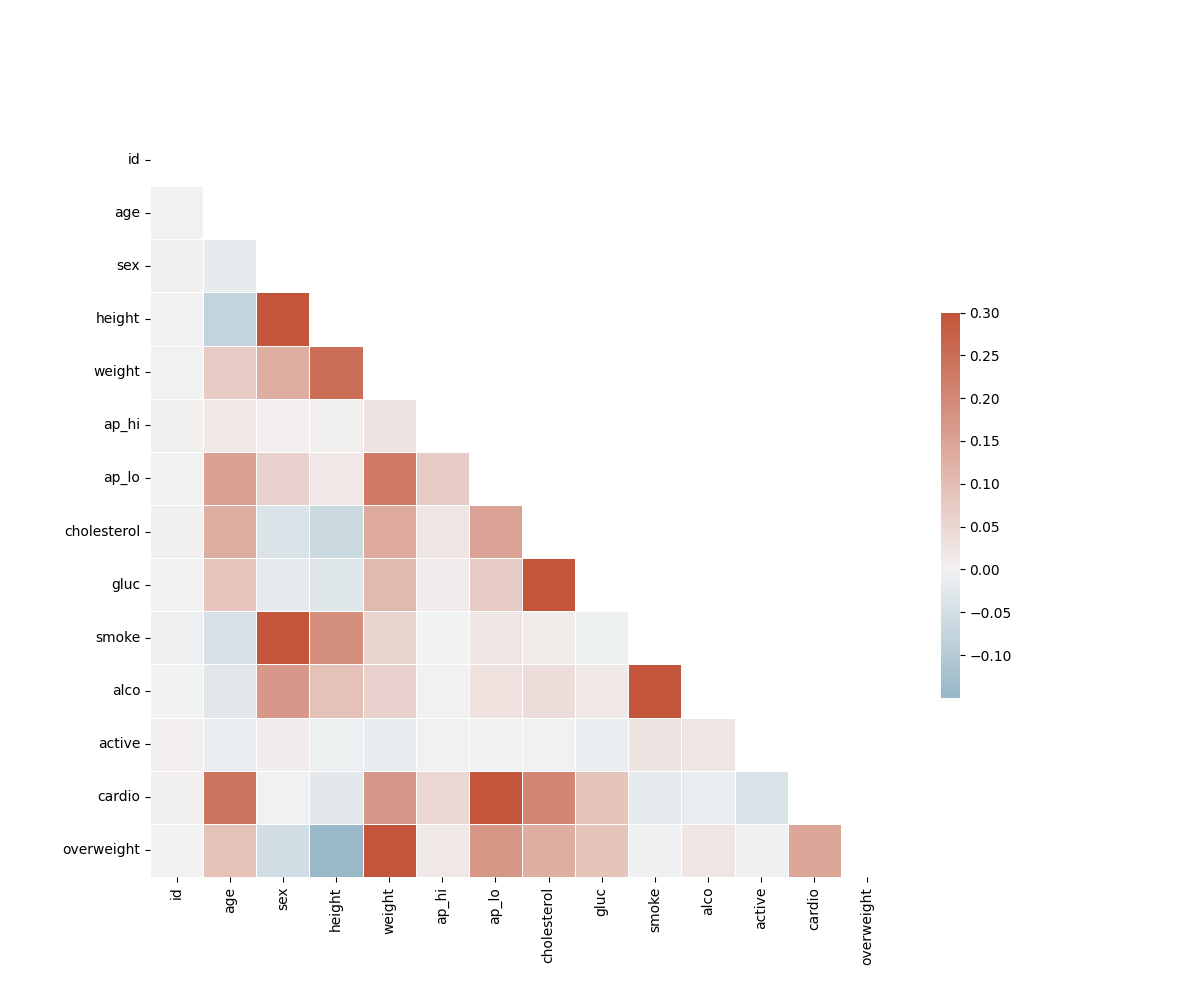 id
age
sex
height
weight
ap_hi
ap_lo
cholesterol
gluc
smoke
alco
active
cardio
overweight
id
age
sex
height
weight
ap_hi
ap_lo
cholesterol
gluc
smoke
alco
active
cardio
overweight
0.30
0.25
0.20
0.15
0.10
0.05
0.00
−0.05
−0.10